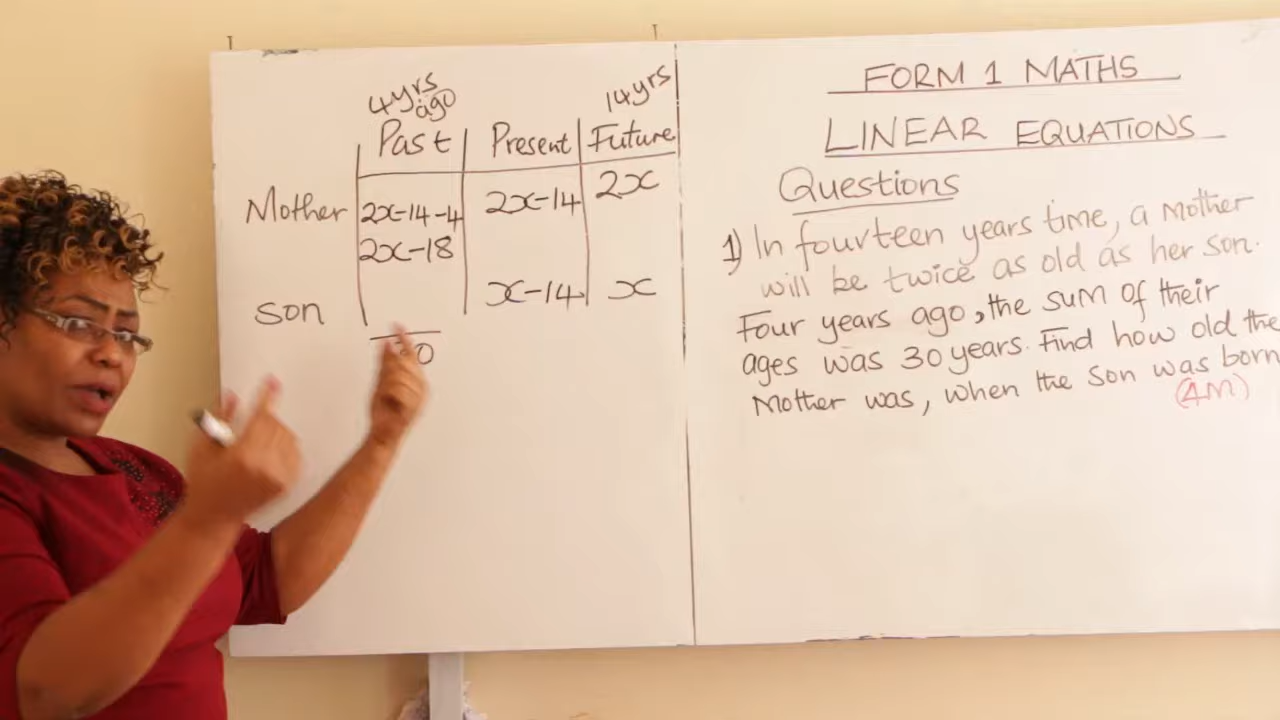 4yrs
ago
14yrs
Past Present Future
Mother 2x-14-4 2x-14 2x
2x-18
son x-14 x
FORM 1 MATHS
LINEAR EQUATIONS
Questions
1) In fourteen years time, a Mother
will be twice as old as her son.
Four years ago, the sum of their
ages was 30 years. Find how old the
Mother was, when the son was born
(4M)